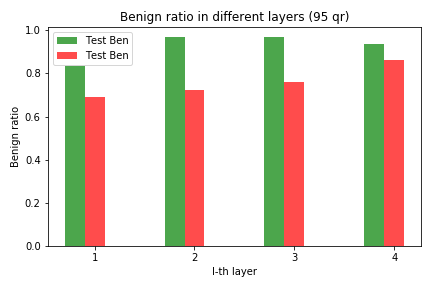 Benign ratio in different layers (95 qr)
Test Ben
Test Ben
1.0
0.8
0.6
0.4
0.2
0.0
Benign ratio
1 2 3 4
l-th layer